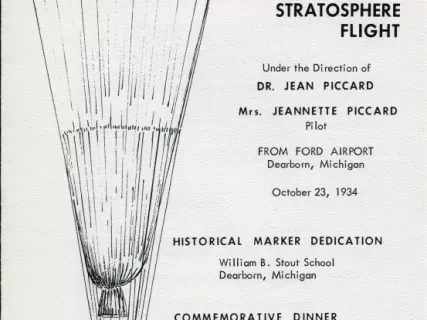 STRATOSPHERE
FLIGHT
Under the Direction of
DR. JEAN PICCARD
Mrs. JEANNETTE PICCARD
Pilot
FROM FORD AIRPORT
Dearborn, Michigan
October 23, 1934
HISTORICAL MARKER DEDICATION
William B. Stout School
Dearborn, Michigan
COMMEMORATIVE DINNER